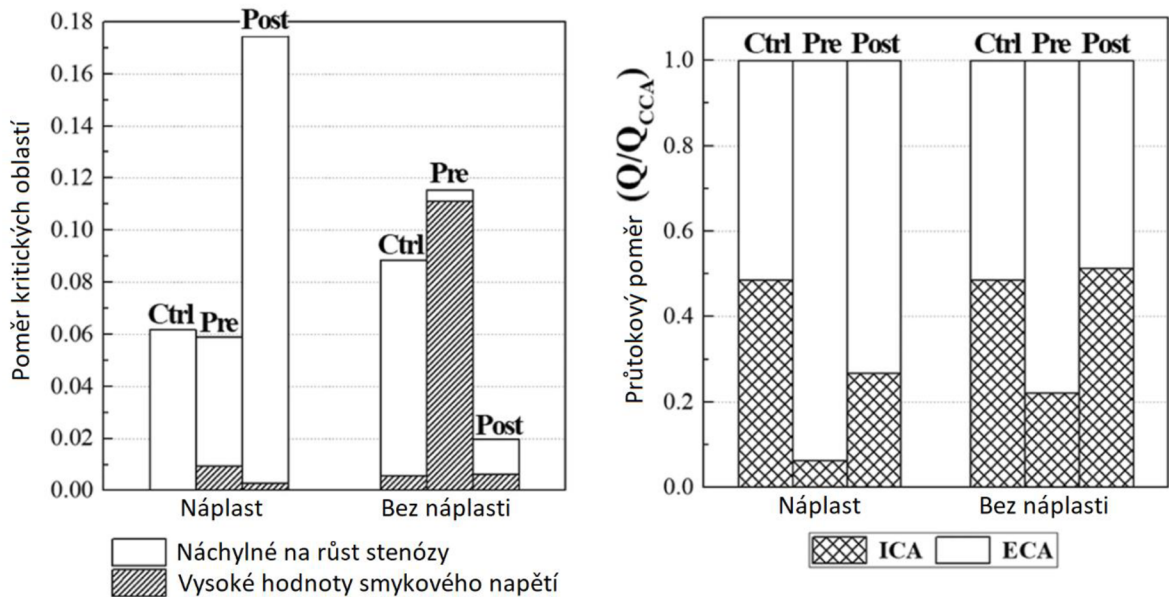 Poměr kritických oblastí
0.18
0.16
0.14
0.12
0.10
0.08
0.06
0.04
0.02
0.00
Ctrl
Pre
Post
Ctrl
Pre
Post
Náplast
Bez náplasti
Náchylné na růst stenózy
Vysoké hodnoty smykového napětí
Průtokový poměr (Q/Q_CCA)
1.0
0.8
0.6
0.4
0.2
0.0
Ctrl Pre Post
Ctrl Pre Post
Náplast
Bez náplasti
ICA
ECA